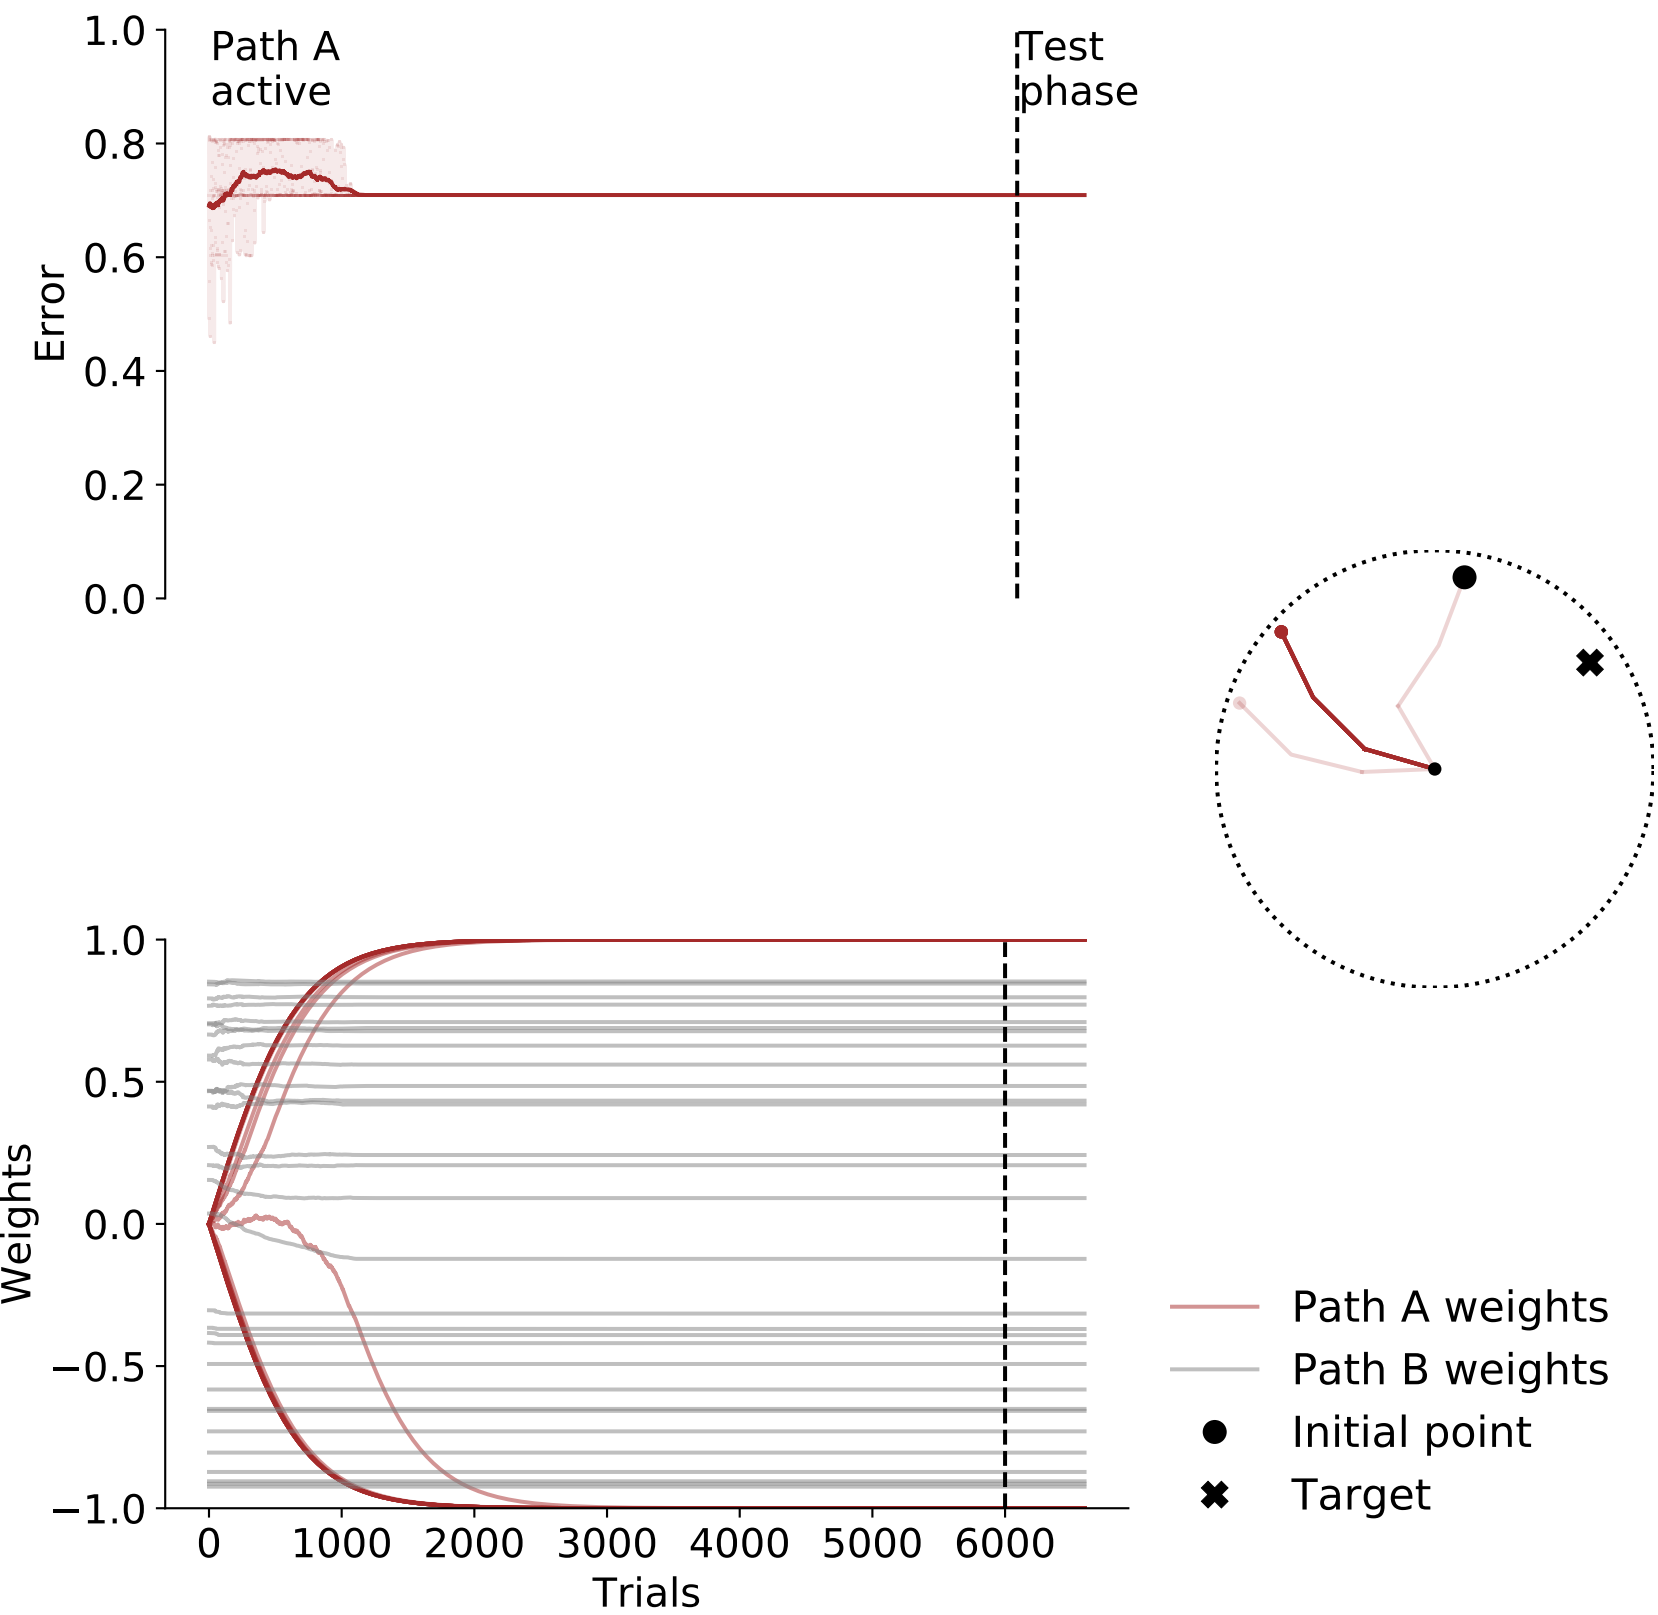 Path A
active
Test
phase
1.0
0.8
0.6
0.4
0.2
0.0
Error
1.0
0.5
0.0
−0.5
−1.0
Weights
0
1000
2000
3000
4000
5000
6000
Trials
Path A weights
Path B weights
Initial point
Target